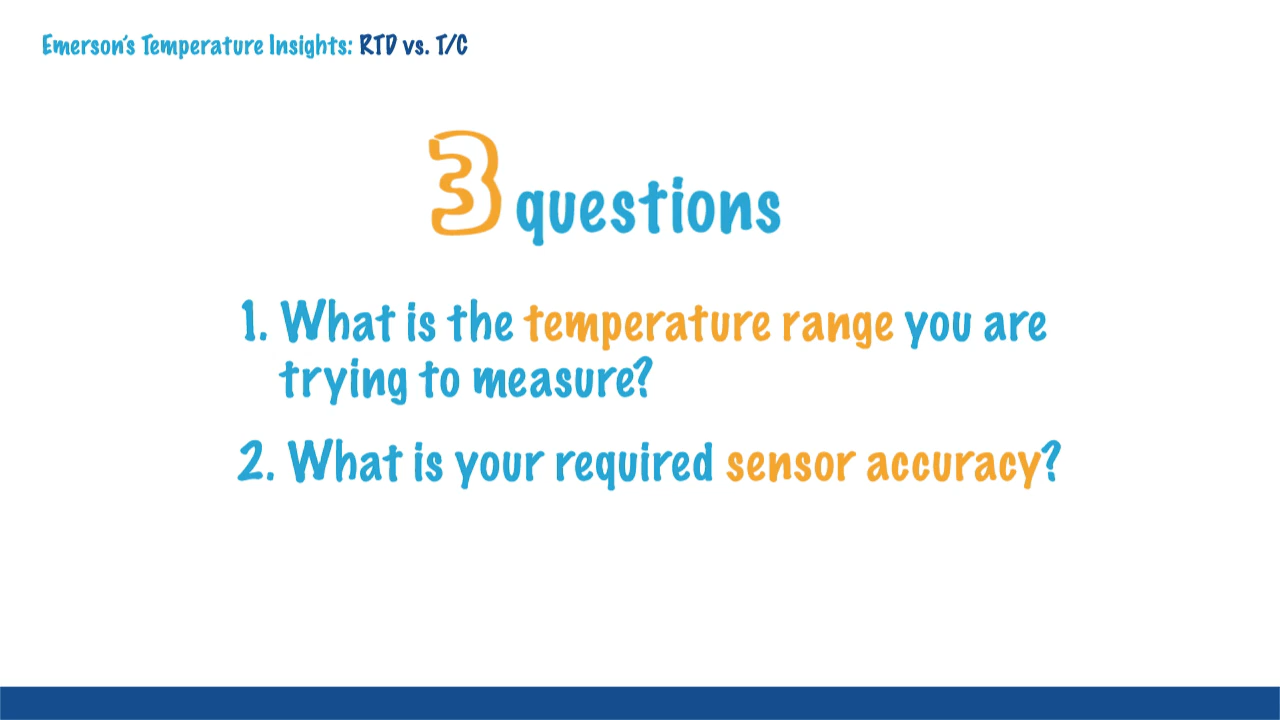 Emerson's Temperature Insights: RTD vs. T/C
3 questions
1. What is the temperature range you are
trying to measure?
2. What is your required sensor accuracy?